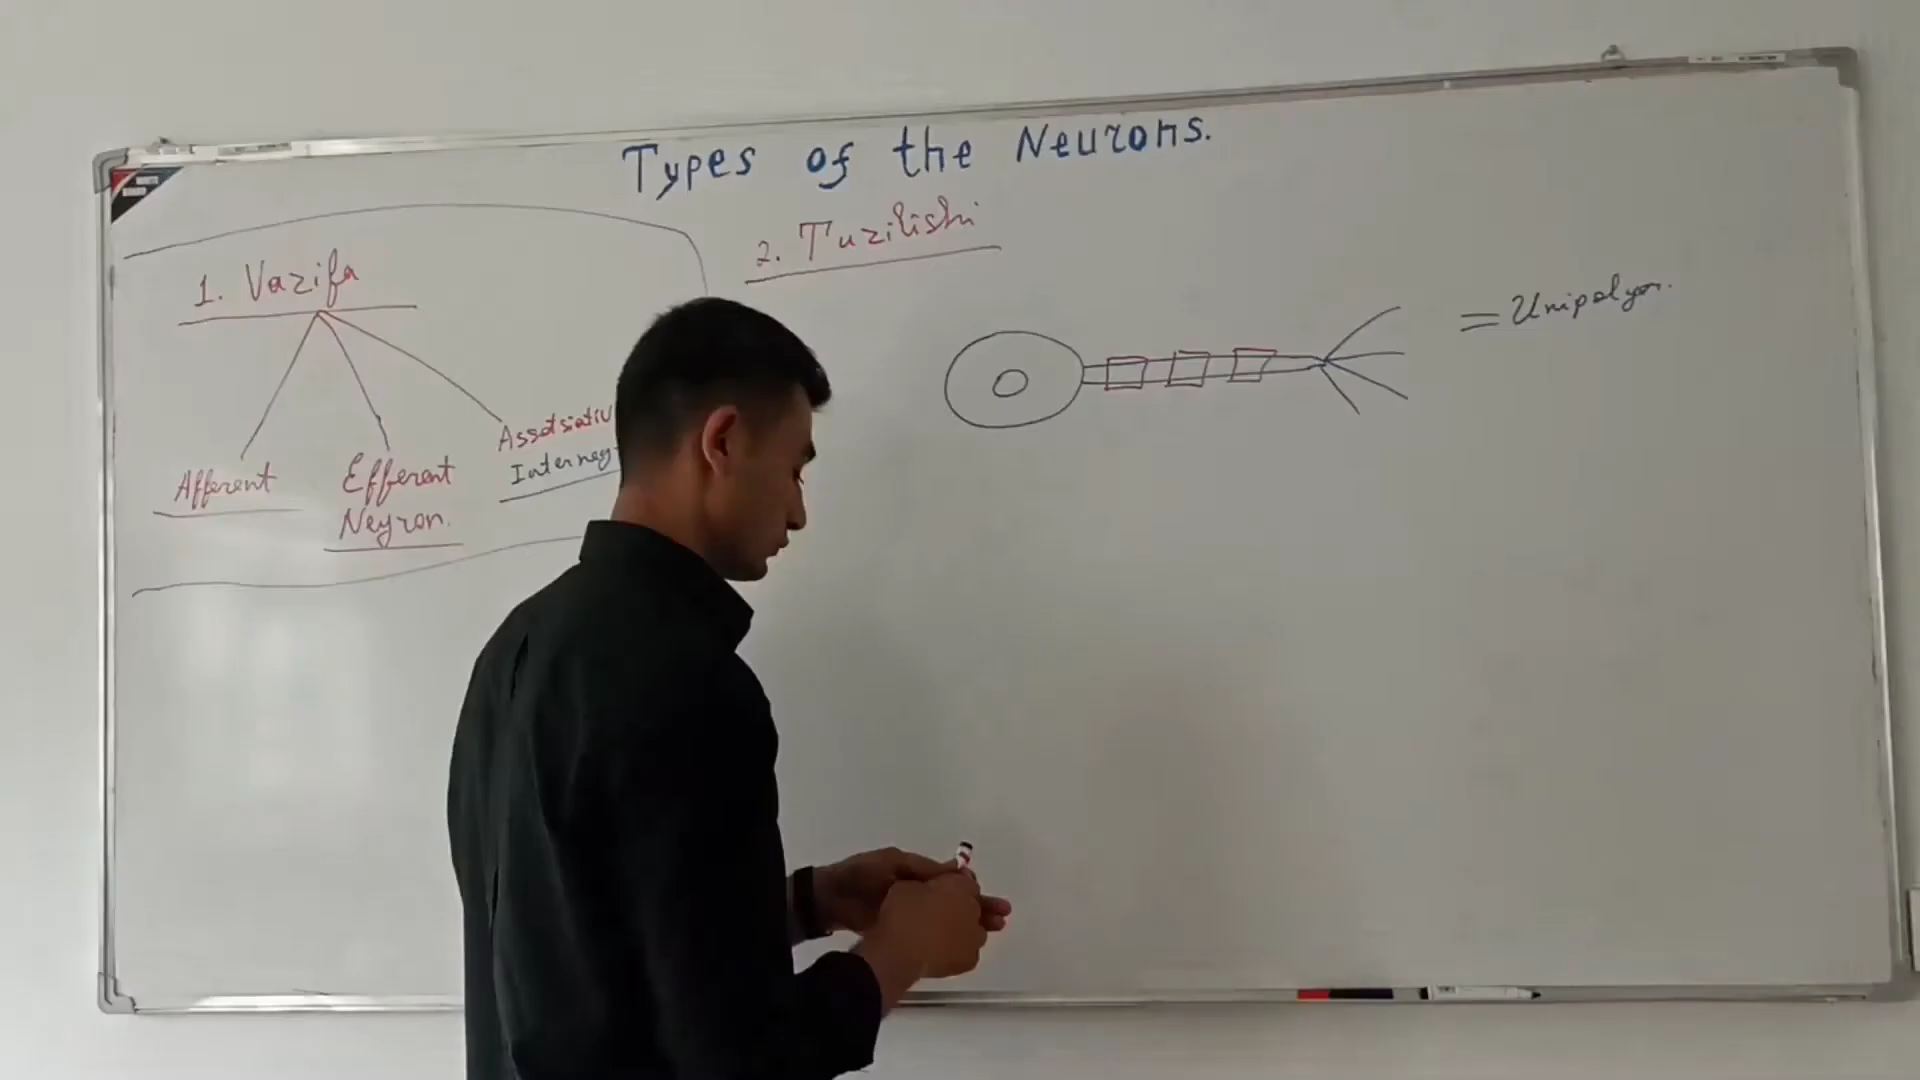 Types of the Neurons.
1. Vazifa
Afferent
Efferent
Neyron.
2. Tuzilishi
= Unipolyar.